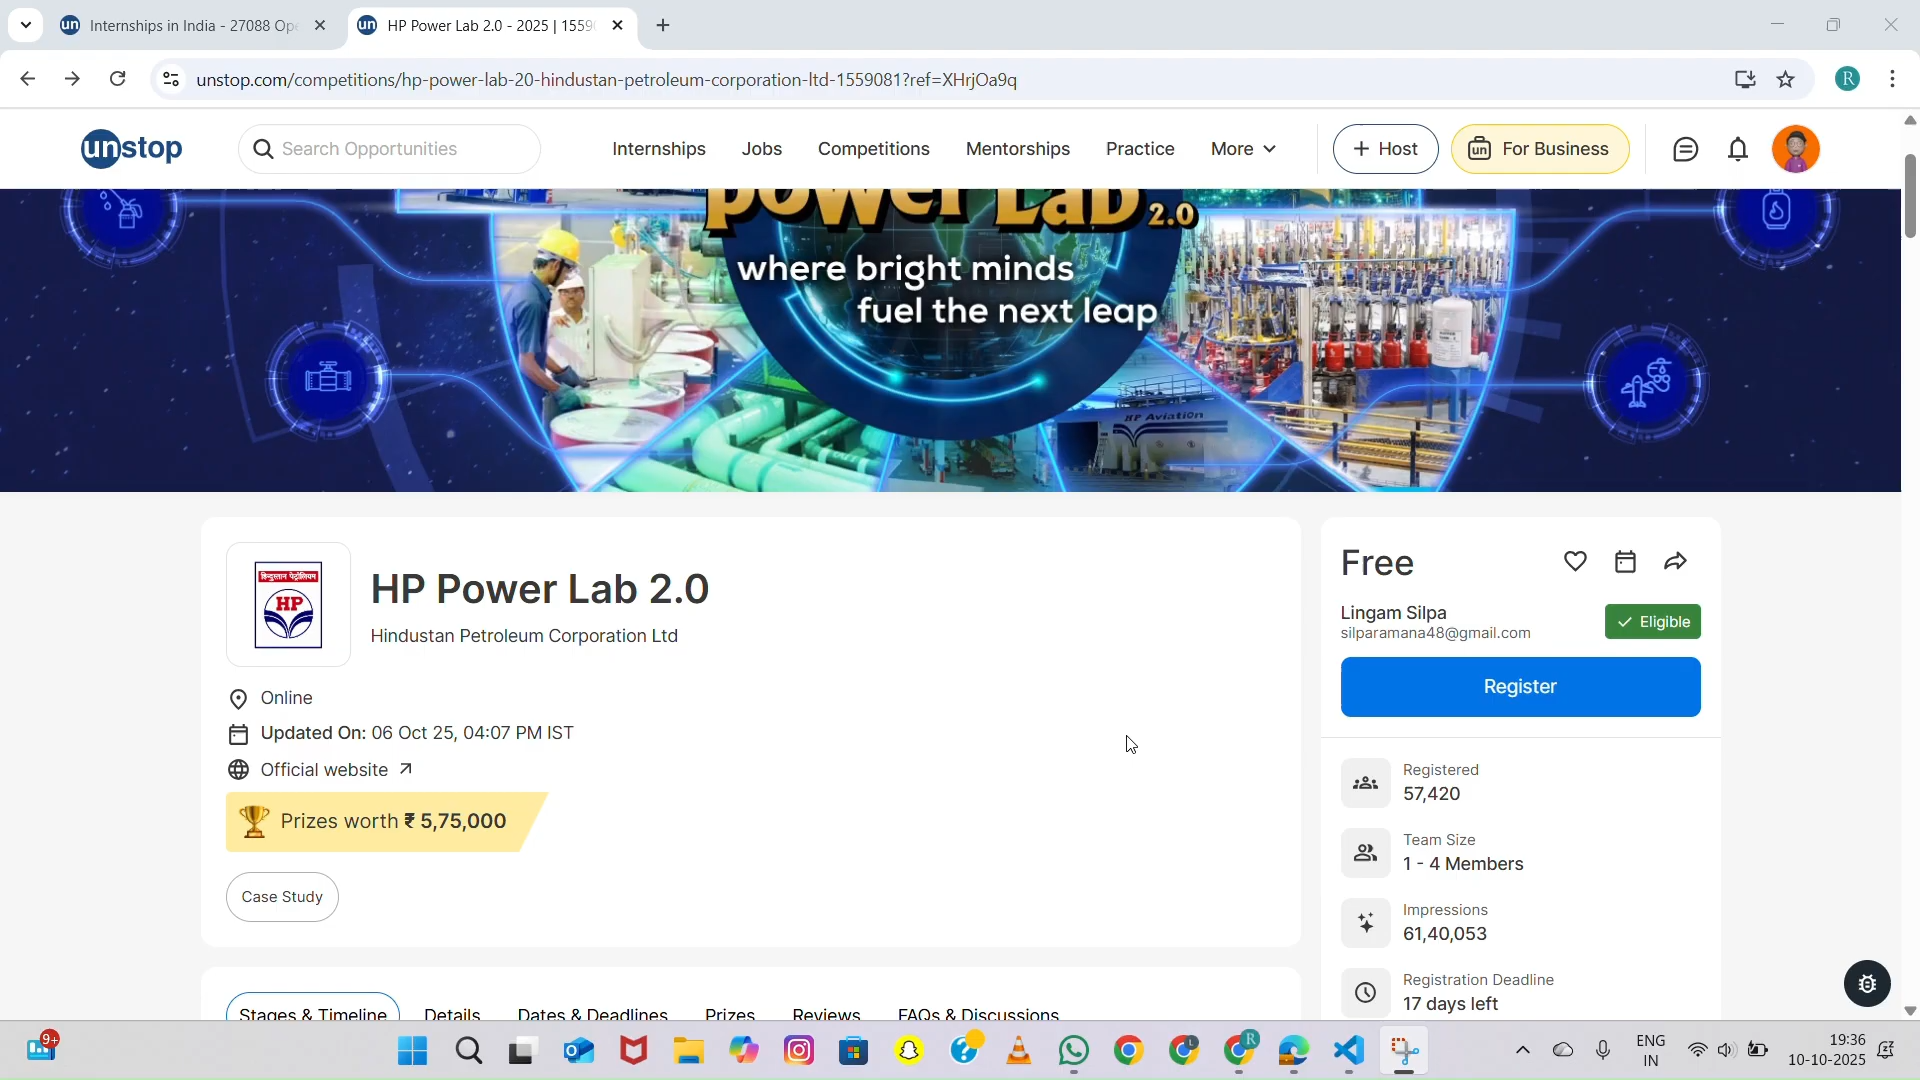 Internships in India - 27088 Ope
HP Power Lab 2.0 - 2025 | 1559
unstop.com/competitions/hp-power-lab-20-hindustan-petroleum-corporation-ltd-1559081?ref=XHrjOa9q
R
unstop
Search Opportunities
Internships
Jobs
Competitions
Mentorships
Practice
More
+ Host
un For Business
Power Lab 2.0
where bright minds
fuel the next leap
HP Aviation
हिन्दुस्तान पेट्रोलियम
HP
HP Power Lab 2.0
Hindustan Petroleum Corporation Ltd
Online
Updated On: 06 Oct 25, 04:07 PM IST
Official website
Prizes worth ₹ 5,75,000
Case Study
Free
Lingam Silpa
silparamana48@gmail.com
Eligible
Register
Registered
57,420
Team Size
1 - 4 Members
Impressions
61,40,053
Registration Deadline
17 days left
Stages & Timeline
Details
Dates & Deadlines
Prizes
Reviews
FAQs & Discussions
9+
ENG
IN
19:36
10-10-2025